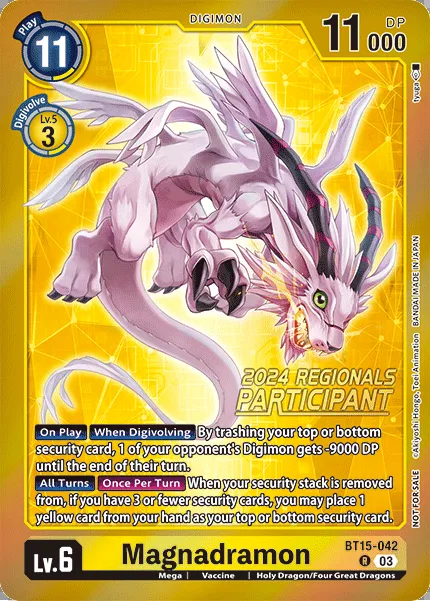 Play
11
DIGIMON
11000
DP
Digivolve
Lv.5
3
tyuga
©Akiyoshi Hongo, Toei Animation BANDAI MADE IN JAPAN
NOT FOR SALE
2024 REGIONALS
PARTICIPANT
On Play When Digivolving By trashing your top or bottom
security card, 1 of your opponent's Digimon gets -9000 DP
until the end of their turn.
All Turns Once Per Turn When your security stack is removed
from, if you have 3 or fewer security cards, you may place 1
yellow card from your hand as your top or bottom security card.
Lv.6
Magnadramon
BT15-042
R 03
Mega | Vaccine | Holy Dragon/Four Great Dragons